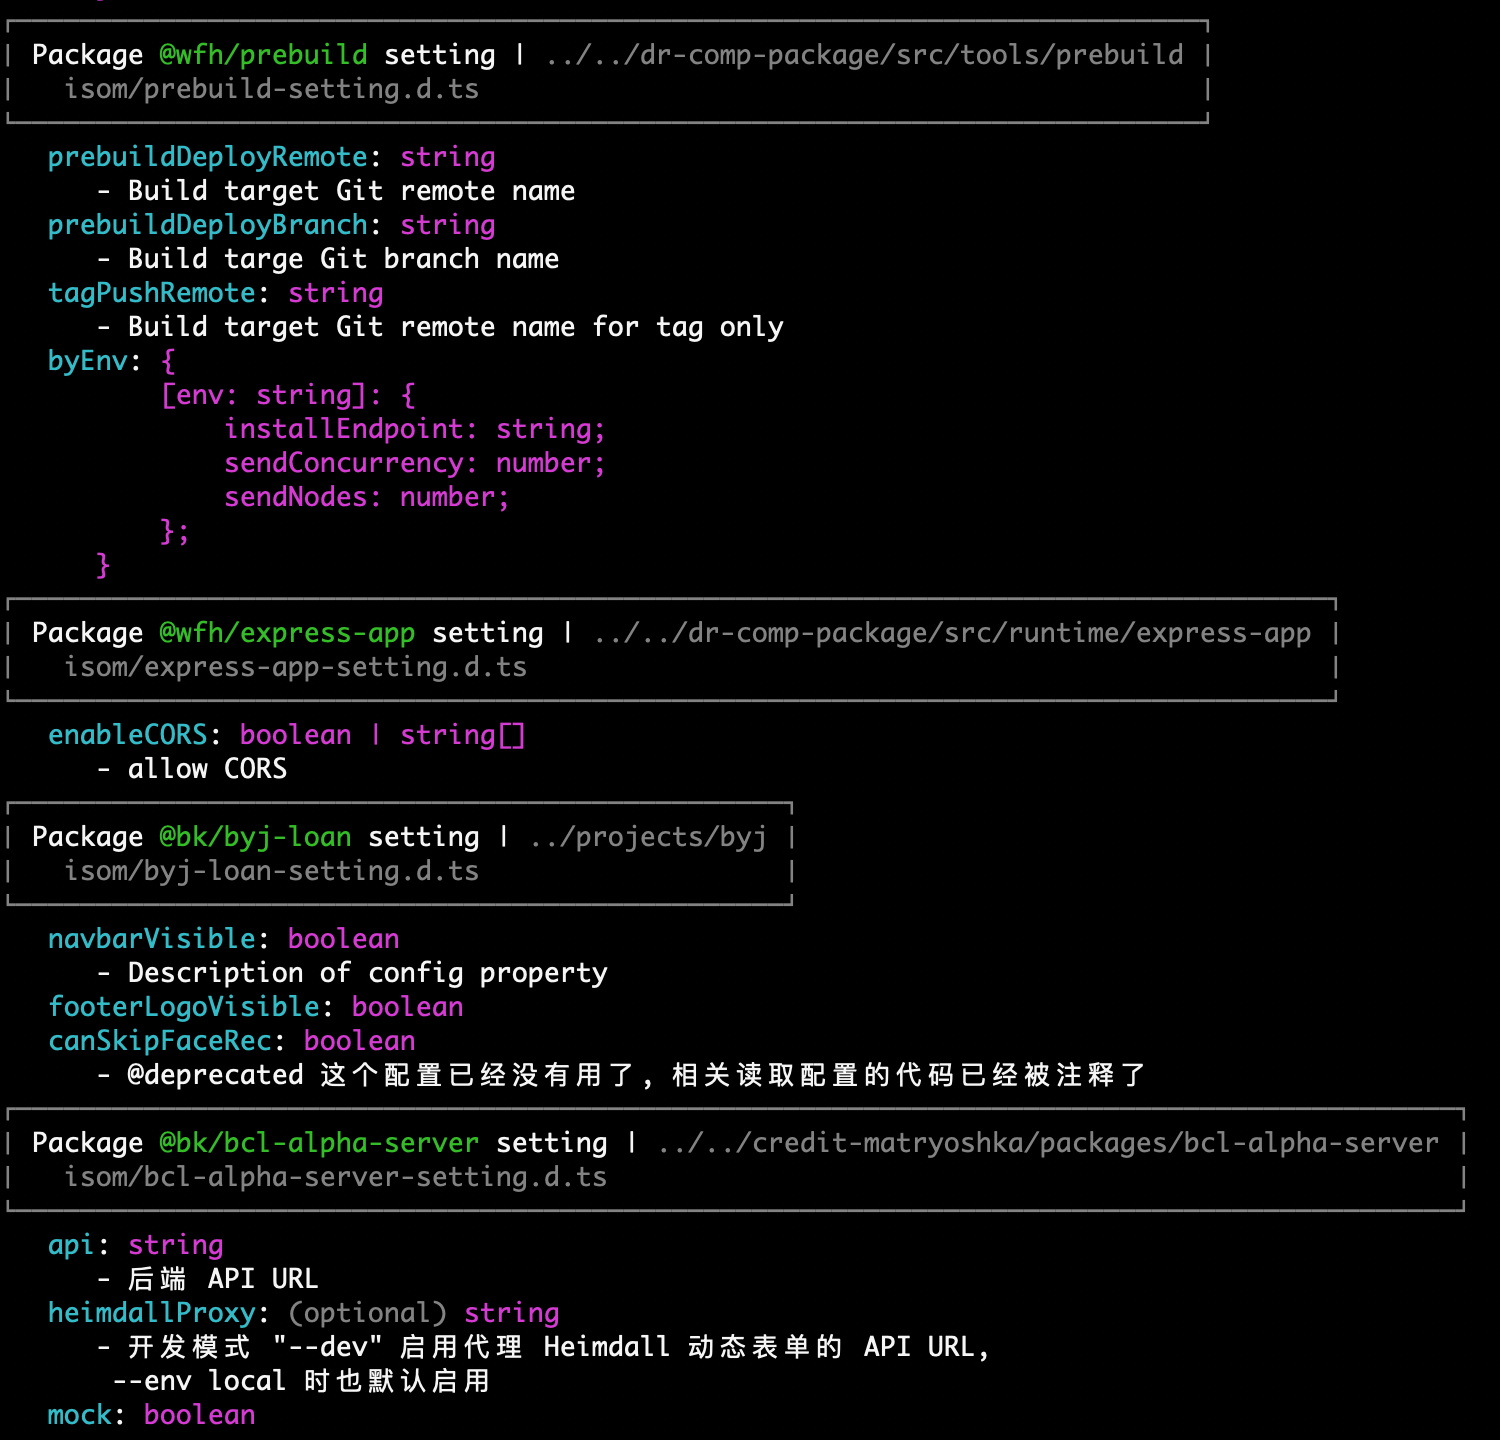 Package @wfh/prebuild setting | ../../dr-comp-package/src/tools/prebuild
isom/prebuild-setting.d.ts
prebuildDeployRemote: string
- Build target Git remote name
prebuildDeployBranch: string
- Build targe Git branch name
tagPushRemote: string
- Build target Git remote name for tag only
byEnv: {
[env: string]: {
installEndpoint: string;
sendConcurrency: number;
sendNodes: number;
};
}
Package @wfh/express-app setting | ../../dr-comp-package/src/runtime/express-app
isom/express-app-setting.d.ts
enableCORS: boolean | string[]
- allow CORS
Package @bk/byj-loan setting | ../projects/byj
isom/byj-loan-setting.d.ts
navbarVisible: boolean
- Description of config property
footerLogoVisible: boolean
canSkipFaceRec: boolean
- @deprecated 这个配置已经没有用了, 相关读取配置的代码已经被注释了
Package @bk/bcl-alpha-server setting | ../../credit-matryoshka/packages/bcl-alpha-server
isom/bcl-alpha-server-setting.d.ts
api: string
- 后端 API URL
heimdallProxy: (optional) string
- 开发模式 "--dev" 启用代理 Heimdall 动态表单的 API URL,
--env local 时也默认启用
mock: boolean